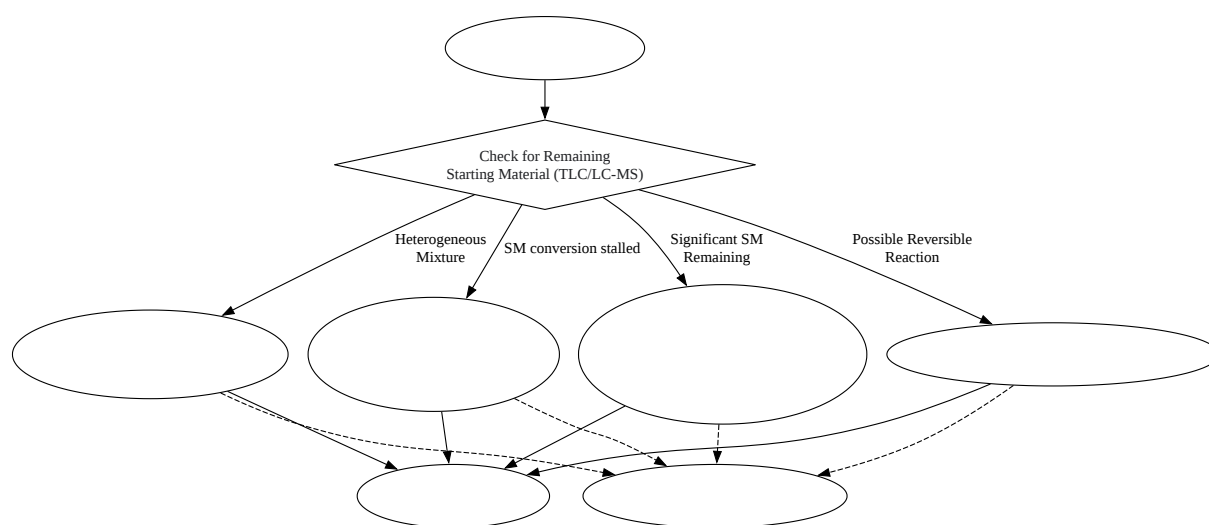 Check for Remaining
Starting Material (TLC/LC-MS)
Heterogeneous
Mixture
SM conversion stalled
Significant SM
Remaining
Possible Reversible
Reaction